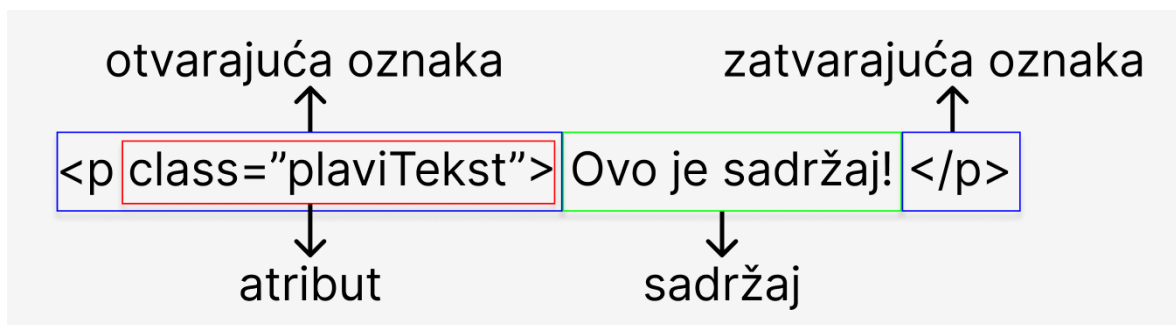 otvarajuća oznaka zatvarajuća oznaka
<p class=”plaviTekst”> Ovo je sadržaj! </p>
atribut sadržaj